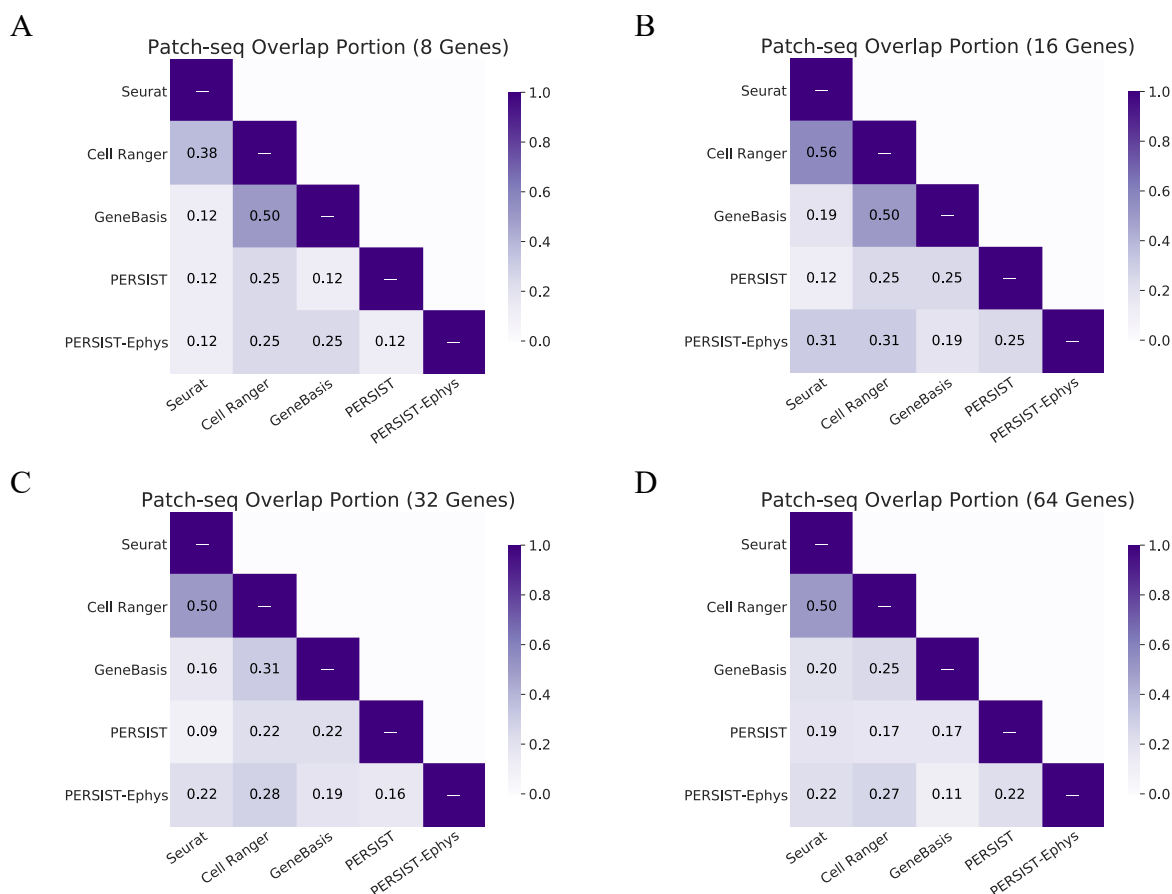 A
Patch-seq Overlap Portion (8 Genes)
Seurat
—
1.0
Cell Ranger
0.38
—
0.8
GeneBasis
0.12
0.50
—
0.6
PERSIST
0.12
0.25
0.12
—
0.4
PERSIST-Ephys
0.12
0.25
0.25
0.12
—
0.2
0.0
Seurat
Cell Ranger
GeneBasis
PERSIST
PERSIST-Ephys
B
Patch-seq Overlap Portion (16 Genes)
Seurat
—
1.0
Cell Ranger
0.56
—
0.8
GeneBasis
0.19
0.50
—
0.6
PERSIST
0.12
0.25
0.25
—
0.4
PERSIST-Ephys
0.31
0.31
0.19
0.25
—
0.2
0.0
Seurat
Cell Ranger
GeneBasis
PERSIST
PERSIST-Ephys
C
Patch-seq Overlap Portion (32 Genes)
Seurat
—
1.0
Cell Ranger
0.50
—
0.8
GeneBasis
0.16
0.31
—
0.6
PERSIST
0.09
0.22
0.22
—
0.4
PERSIST-Ephys
0.22
0.28
0.19
0.16
—
0.2
0.0
Seurat
Cell Ranger
GeneBasis
PERSIST
PERSIST-Ephys
D
Patch-seq Overlap Portion (64 Genes)
Seurat
—
1.0
Cell Ranger
0.50
—
0.8
GeneBasis
0.20
0.25
—
0.6
PERSIST
0.19
0.17
0.17
—
0.4
PERSIST-Ephys
0.22
0.27
0.11
0.22
—
0.2
0.0
Seurat
Cell Ranger
GeneBasis
PERSIST
PERSIST-Ephys